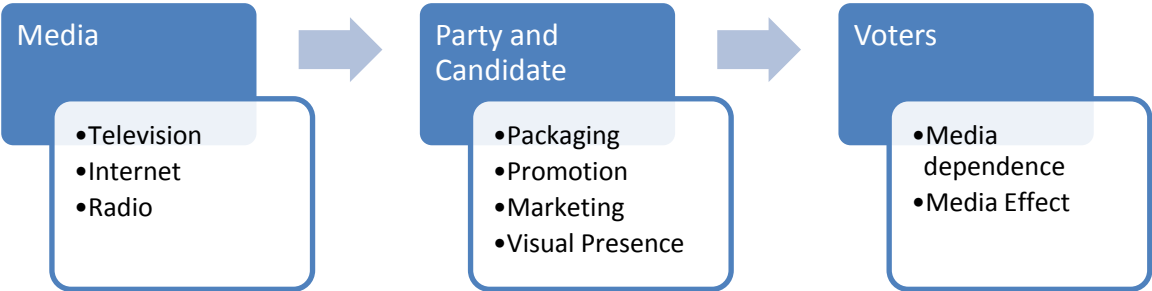 Media
•Television
•Internet
•Radio
Party and
Candidate
•Packaging
•Promotion
•Marketing
•Visual Presence
Voters
•Media
dependence
•Media Effect